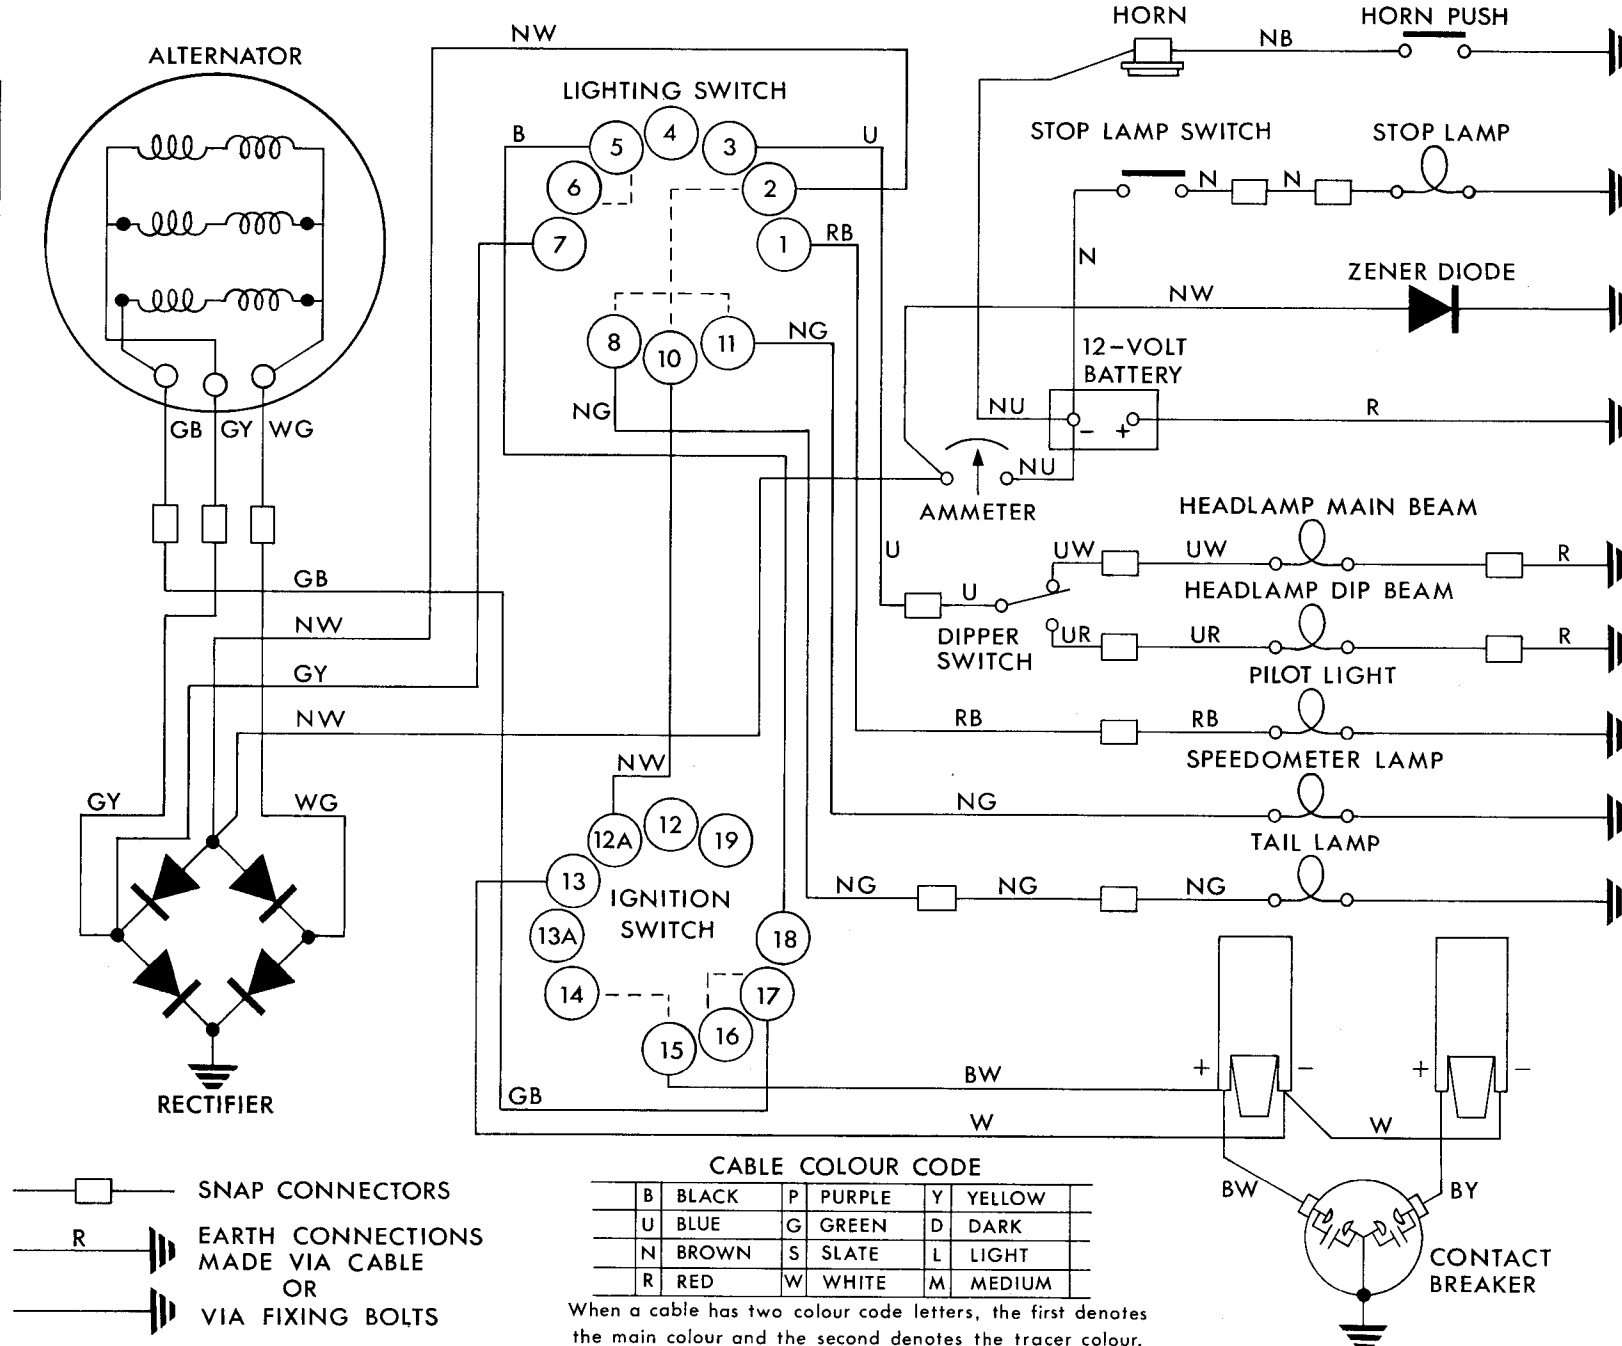 ALTERNATOR
NW
LIGHTING SWITCH
B
5
4
3
U
6
2
7
1
RB
8
10
11
NG
NG
HORN
NB
HORN PUSH
STOP LAMP SWITCH
STOP LAMP
N
N
N
ZENER DIODE
NW
12-VOLT
BATTERY
NU
- +
R
NU
AMMETER
GB GY WG
GB
NW
GY
NW
HEADLAMP MAIN BEAM
U
UW
UW
R
HEADLAMP DIP BEAM
U
DIPPER
SWITCH
UR
UR
R
PILOT LIGHT
RB
RB
SPEEDOMETER LAMP
NG
TAIL LAMP
NG
NG
NG
GY
WG
NW
12A
12
19
13
IGNITION
SWITCH
13A
18
14
17
16
15
RECTIFIER
GB
BW
W
+ -
+ -
W
BW
BY
CONTACT
BREAKER
SNAP CONNECTORS
R
EARTH CONNECTIONS
MADE VIA CABLE
OR
VIA FIXING BOLTS
CABLE COLOUR CODE
B BLACK P PURPLE Y YELLOW
U BLUE G GREEN D DARK
N BROWN S SLATE L LIGHT
R RED W WHITE M MEDIUM
When a cable has two colour code letters, the first denotes
the main colour and the second denotes the tracer colour.